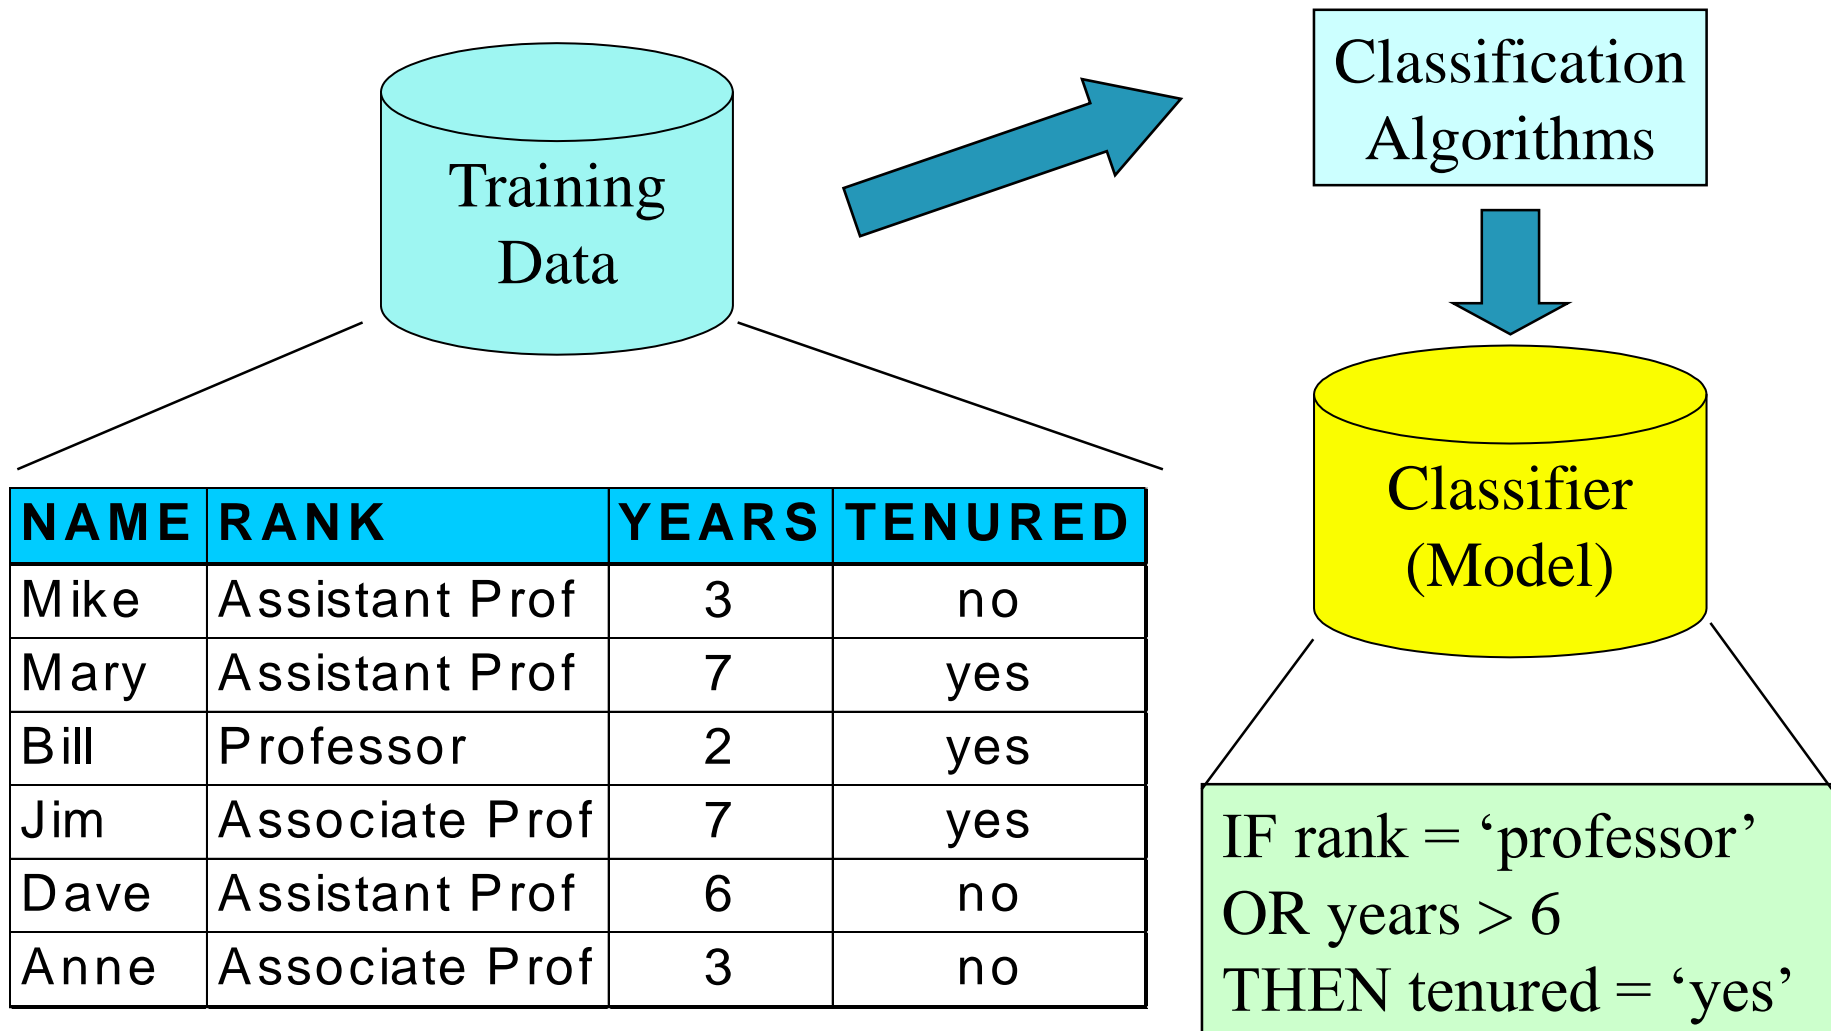 Training
Data
Classification
Algorithms
NAME RANK YEARS TENURED
Mike Assistant Prof 3 no
Mary Assistant Prof 7 yes
Bill Professor 2 yes
Jim Associate Prof 7 yes
Dave Assistant Prof 6 no
Anne Associate Prof 3 no
Classifier
(Model)
IF rank = ‘professor’
OR years > 6
THEN tenured = ‘yes’